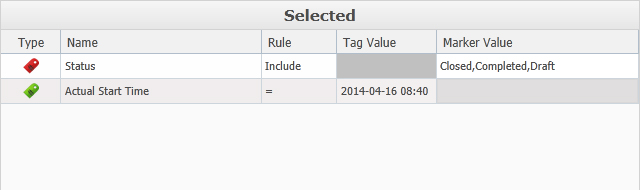 Selected
Type Name Rule Tag Value Marker Value
Status Include Closed,Completed,Draft
Actual Start Time = 2014-04-16 08:40